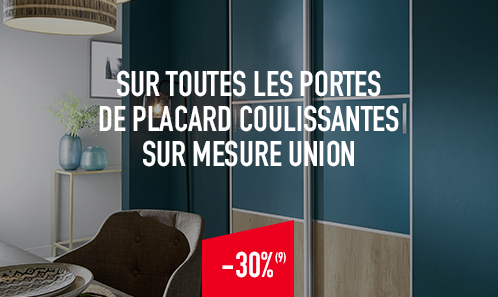 SUR TOUTES LES PORTES
DE PLACARD COULISSANTES
SUR MESURE UNION
-30%(9)